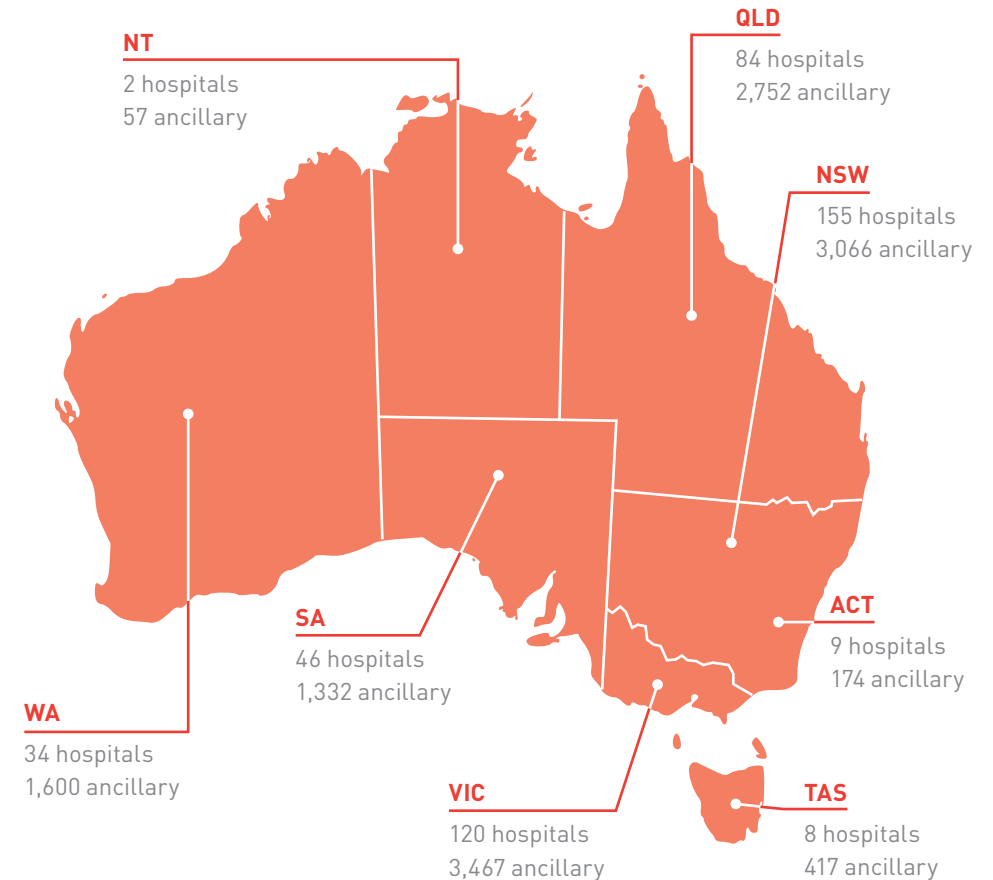 QLD
84 hospitals
2,752 ancillary
NT
2 hospitals
57 ancillary
NSW
155 hospitals
3,066 ancillary
ACT
9 hospitals
174 ancillary
SA
46 hospitals
1,332 ancillary
WA
34 hospitals
1,600 ancillary
VIC
120 hospitals
3,467 ancillary
TAS
8 hospitals
417 ancillary